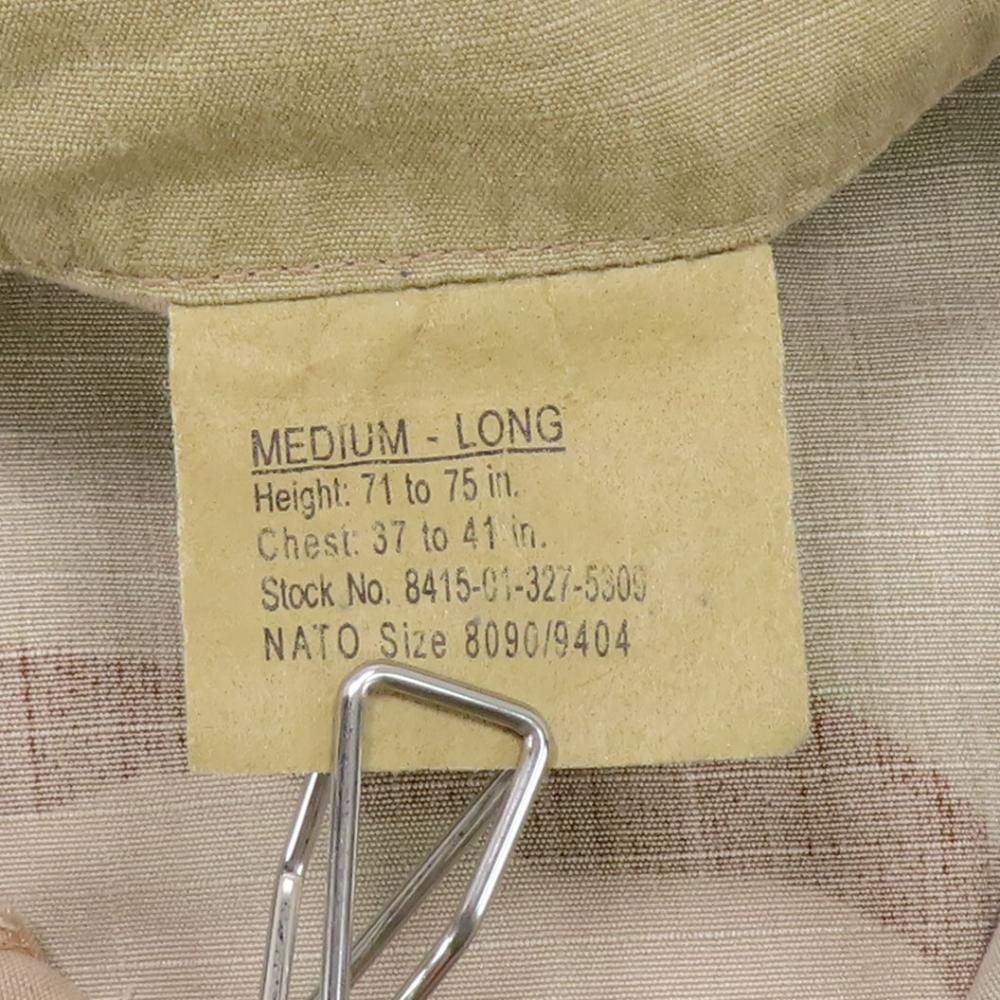 MEDIUM - LONG
Height: 71 to 75 in.
Chest: 37 to 41 in.
Stock No. 8415-01-327-5309
NATO Size 8090/9404